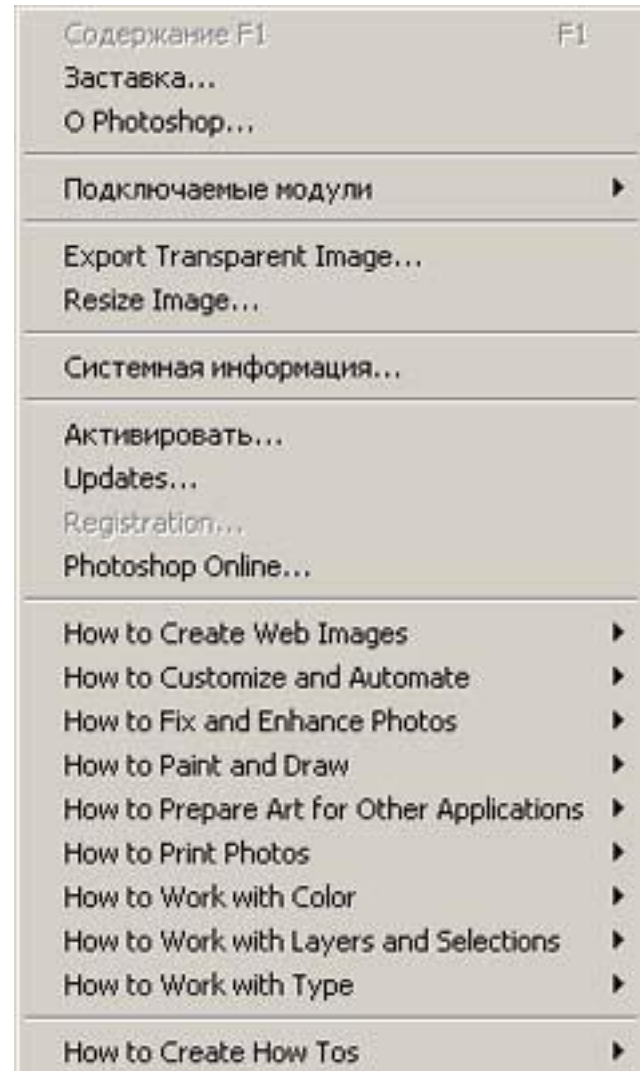 Содержание F1 F1
Заставка...
О Photoshop...
Подключаемые модули
Export Transparent Image...
Resize Image...
Системная информация...
Активировать...
Updates...
Registration...
Photoshop Online...
How to Create Web Images
How to Customize and Automate
How to Fix and Enhance Photos
How to Paint and Draw
How to Prepare Art for Other Applications
How to Print Photos
How to Work with Color
How to Work with Layers and Selections
How to Work with Type
How to Create How Tos